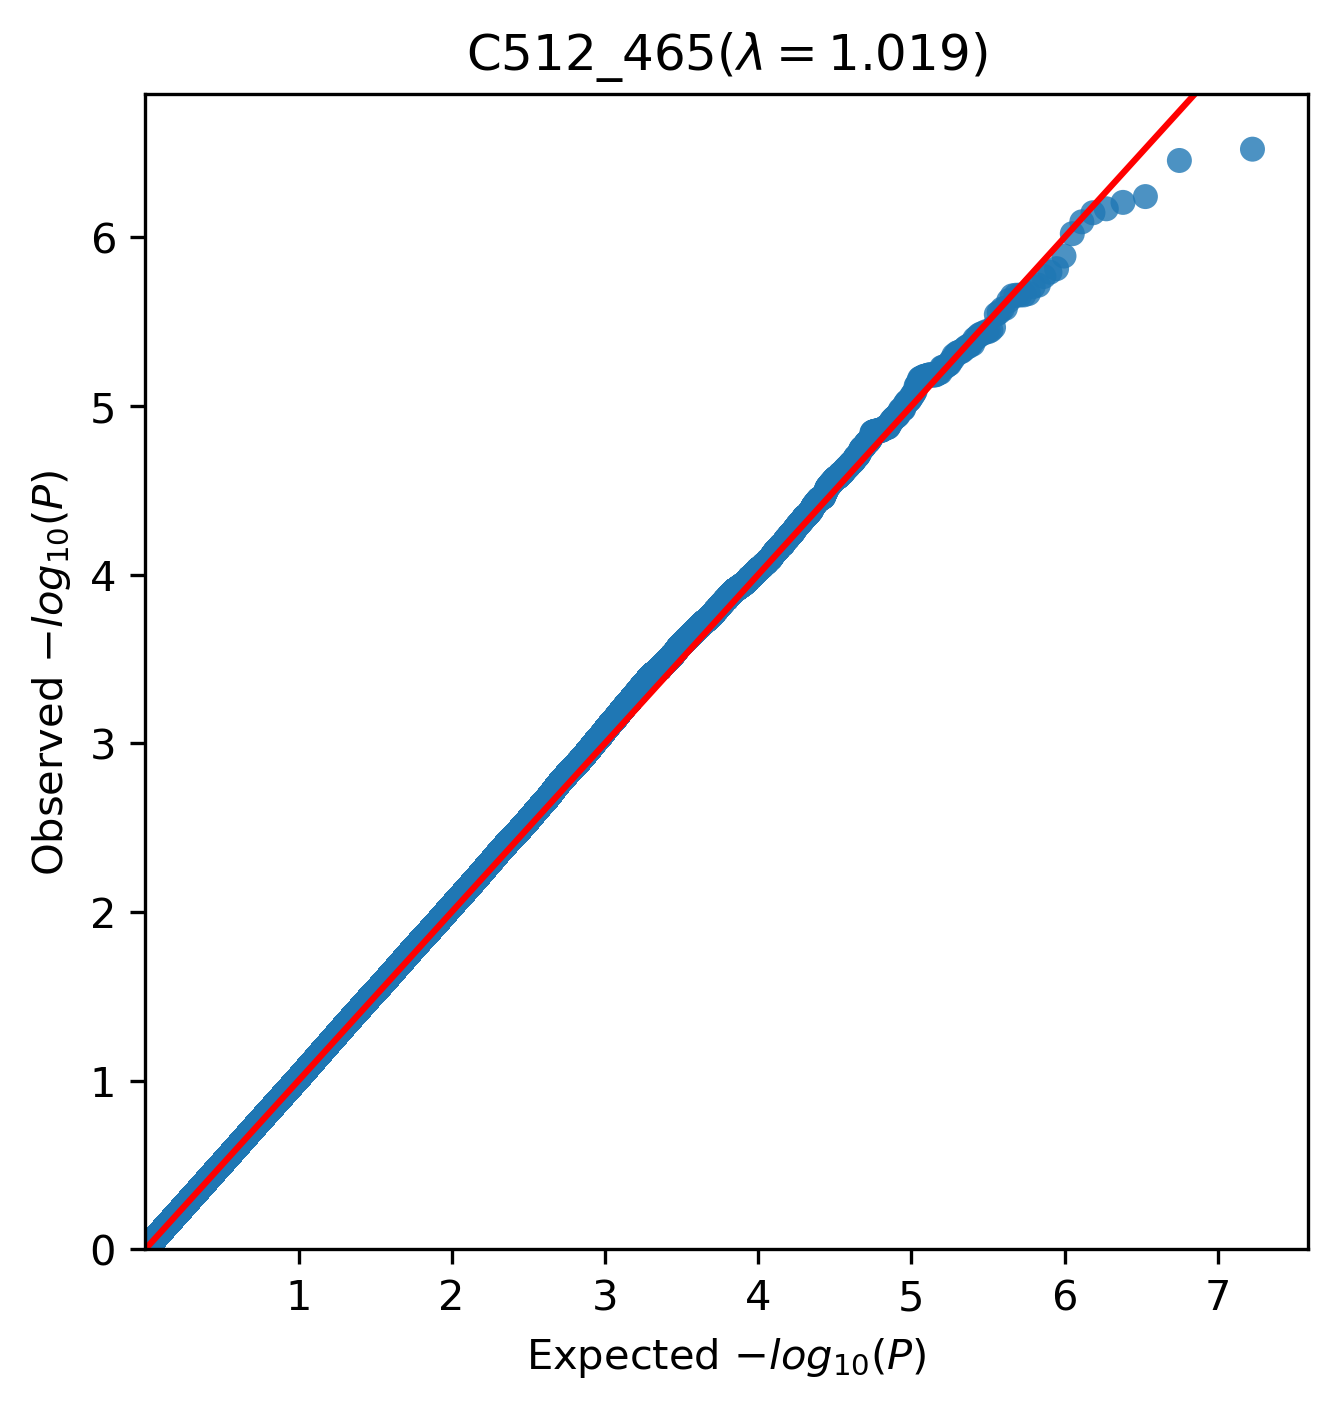 C512_465(λ = 1.019)
6
5
4
3
2
1
0
Observed −log₁₀(P)
1 2 3 4 5 6 7
Expected −log₁₀(P)